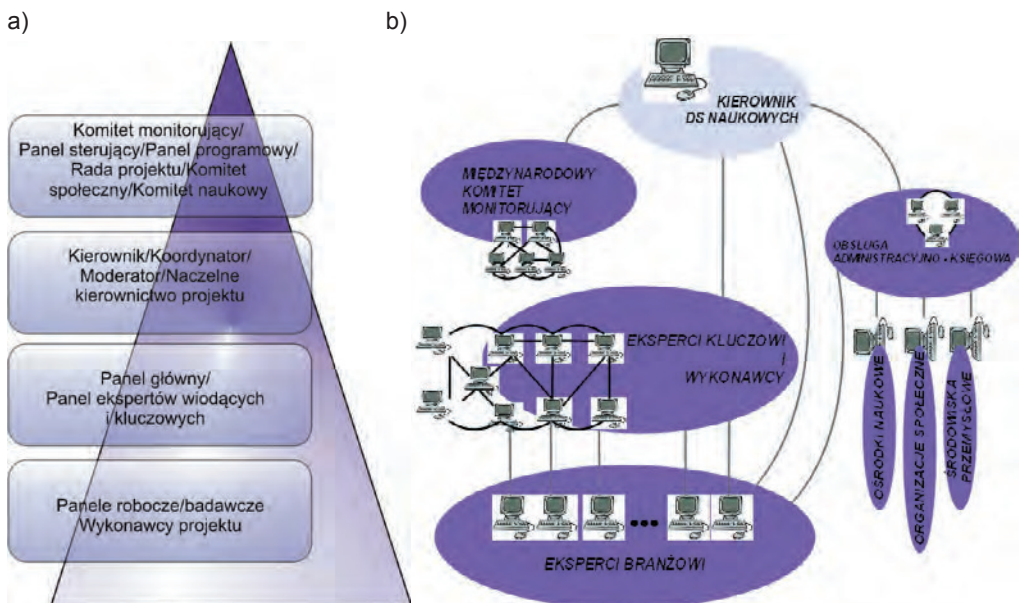 a)
Komitet monitorujący/
Panel sterujący/Panel programowy/
Rada projektu/Komitet
społeczny/Komitet naukowy
Kierownik/Koordynator/
Moderator/Naczelne
kierownictwo projektu
Panel główny/
Panel ekspertów wiodących
i kluczowych
Panele robocze/badawcze
Wykonawcy projektu
b)
KIEROWNIK
DS NAUKOWYCH
MIĘDZYNARODOWY
KOMITET
MONITORUJĄCY
OBSŁUGA
ADMINISTRACYJNO - KSIĘGOWA
EKSPERCI KLUCZOWI
I
WYKONAWCY
OSRODKI NAUKOWE
ORGANIZACJE SPOŁECZNE
ŚRODOWISKA
PRZEMYSŁOWE
EKSPERCI BRANŻOWI